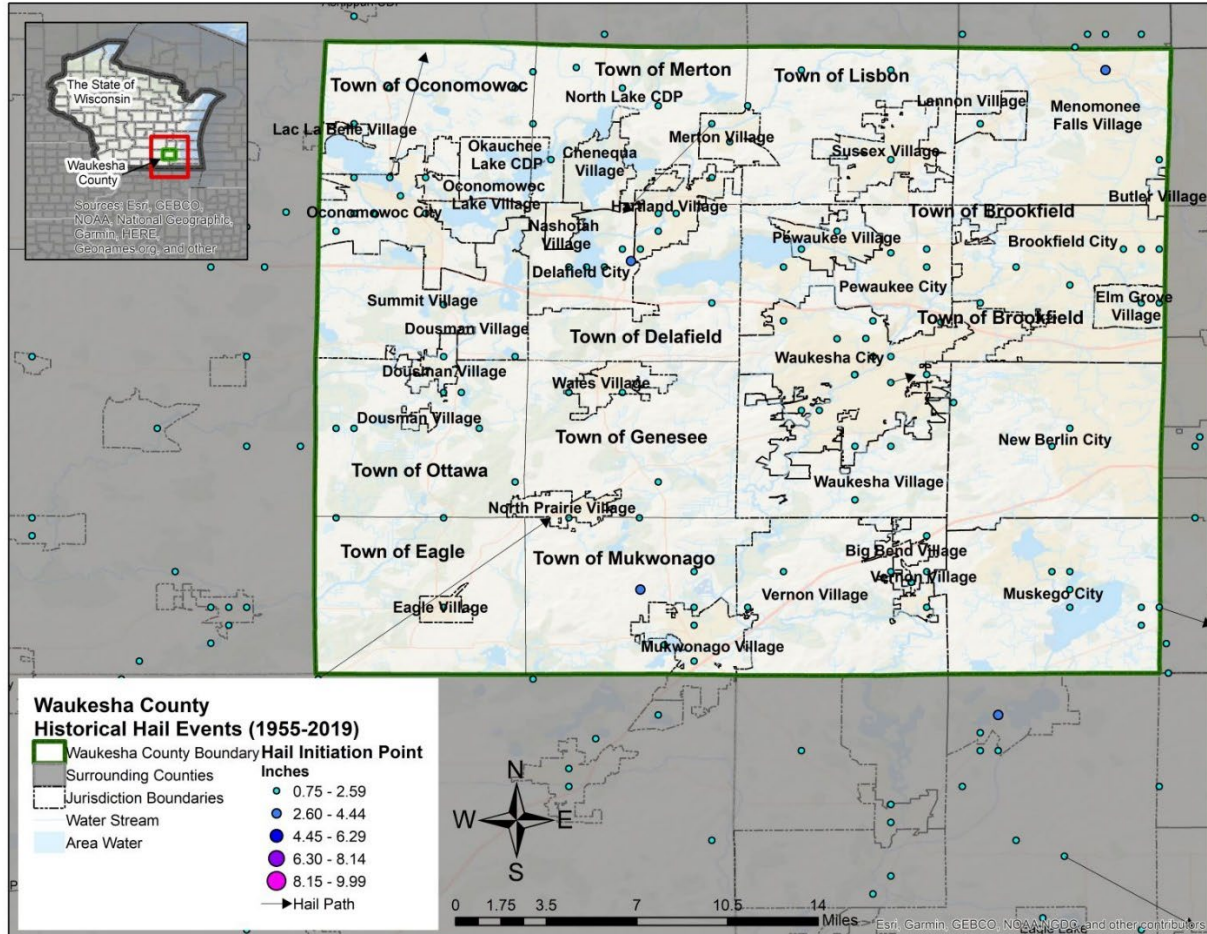 Ashippun CDP
The State of
Wisconsin
Waukesha
County
Sources: Esri, GEBCO,
NOAA, National Geographic,
Garmin, HERE,
Geonames.org, and other
Town of Oconomowoc
Town of Merton
Town of Lisbon
North Lake CDP
Lannon Village
Menomonee
Falls Village
Lac La Belle Village
Okauchee
Lake CDP
Chenequa
Village
Merton Village
Sussex Village
Oconomowoc
Lake Village
Butler Village
Oconomowoc City
Hartland Village
Town of Brookfield
Nashotah
Village
Pewaukee Village
Brookfield City
Delafield City
Pewaukee City
Summit Village
Elm Grove
Village
Dousman Village
Town of Delafield
Town of Brookfield
Waukesha City
Dousman Village
Wales Village
Dousman Village
Town of Genesee
New Berlin City
Town of Ottawa
Waukesha Village
North Prairie Village
Town of Eagle
Town of Mukwonago
Big Bend Village
Vernon Village
Eagle Village
Vernon Village
Muskego City
Mukwonago Village
Waukesha County
Historical Hail Events (1955-2019)
Waukesha County Boundary
Surrounding Counties
Jurisdiction Boundaries
Water Stream
Area Water
Hail Initiation Point
Inches
0.75 - 2.59
2.60 - 4.44
4.45 - 6.29
6.30 - 8.14
8.15 - 9.99
Hail Path
N
W E
S
0 1.75 3.5 7 10.5 14
Miles
Esri, Garmin, GEBCO, NOAA NGDC, and other contributors
Eagle Lake